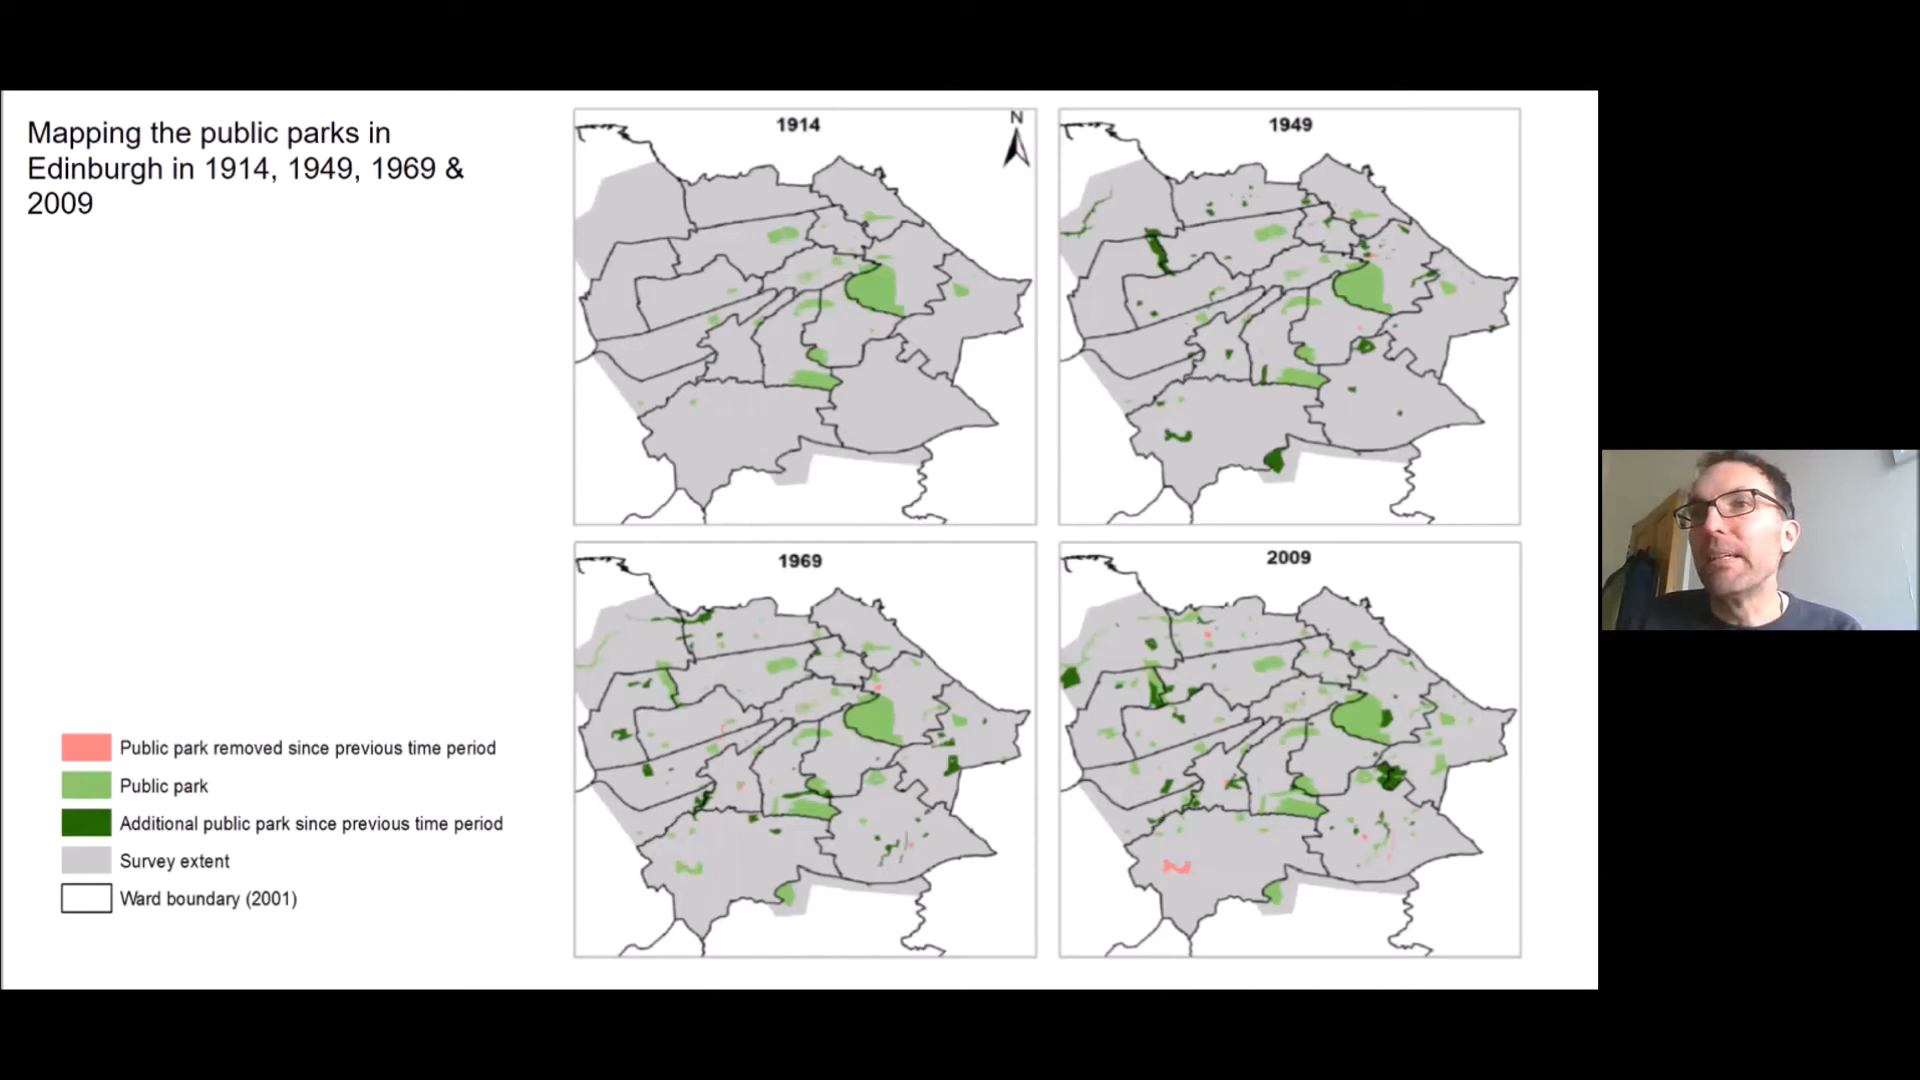 Mapping the public parks in
Edinburgh in 1914, 1949, 1969 &
2009
1914
N
1949
1969
2009
Public park removed since previous time period
Public park
Additional public park since previous time period
Survey extent
Ward boundary (2001)